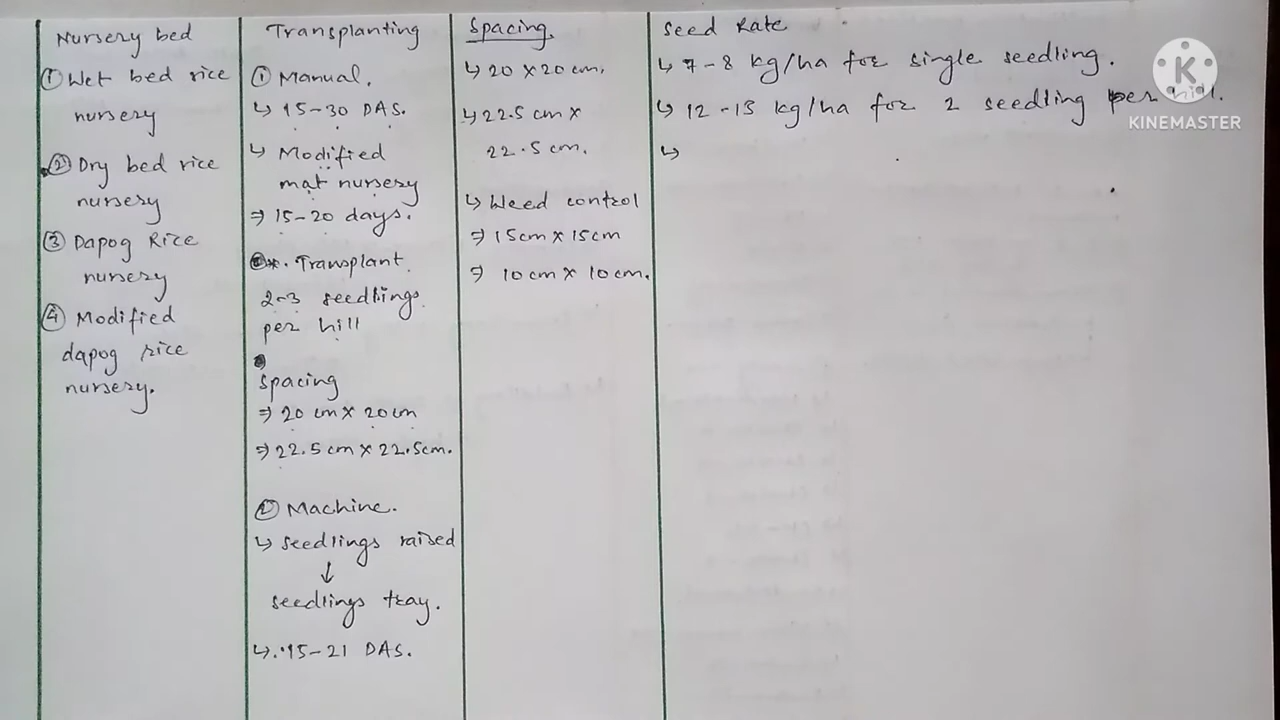 Nursery bed
① Wet bed rice
nursery
② Dry bed rice
nursery
③ Dapog Rice
nursery
④ Modified
dapog rice
nursery.
Transplanting
① Manual.
↳ 15-30 DAS.
↳ Modified
mat nursery
⇒ 15-20 days.
*. Transplant
2-3 seedlings
per hill
Spacing
⇒ 20 cm x 20 cm
⇒ 22.5 cm x 22.5cm.
② Machine.
↳ seedlings raised
↓
seedlings tray.
↳ 15-21 DAS.
Spacing.
↳ 20 x 20 cm.
↳ 22.5 cm x
22.5 cm.
↳ Weed control
⇒ 15cm x 15cm
⇒ 10cm x 10cm.
Seed Rate
↳ 7-8 kg/ha for single seedling.
↳ 12-15 kg/ha for 2 seedling per hill.
↳
K
KINEMASTER